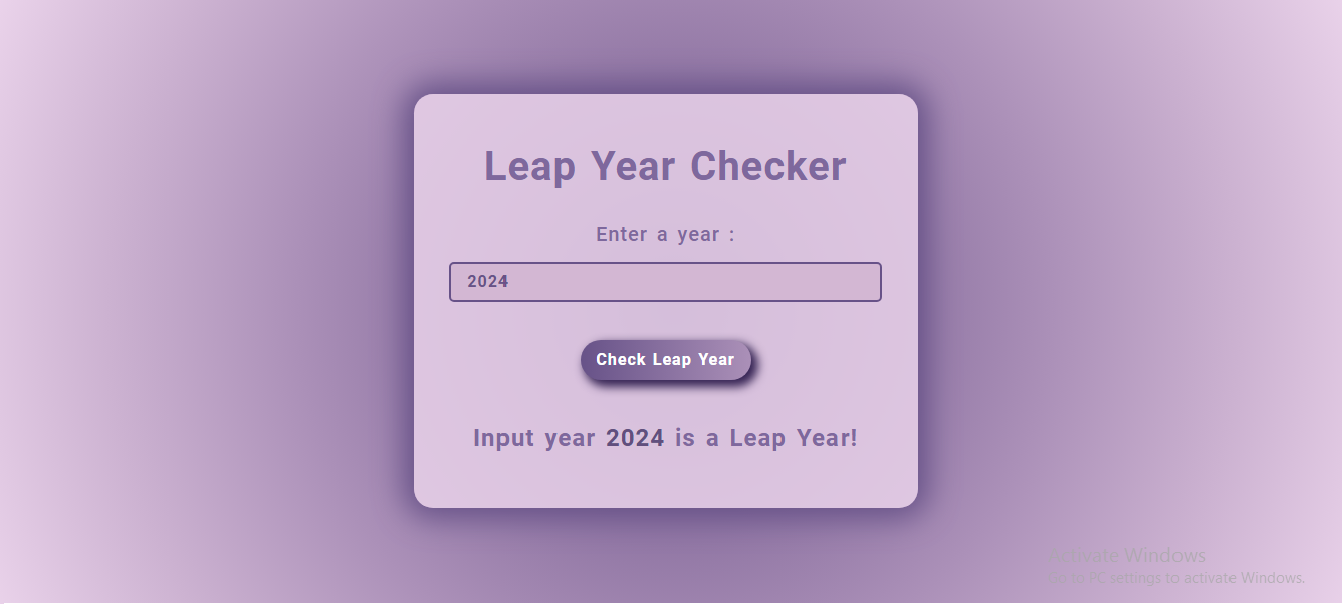 Leap Year Checker
Enter a year :
2024
Check Leap Year
Input year 2024 is a Leap Year!
Activate Windows
Go to PC settings to activate Windows.